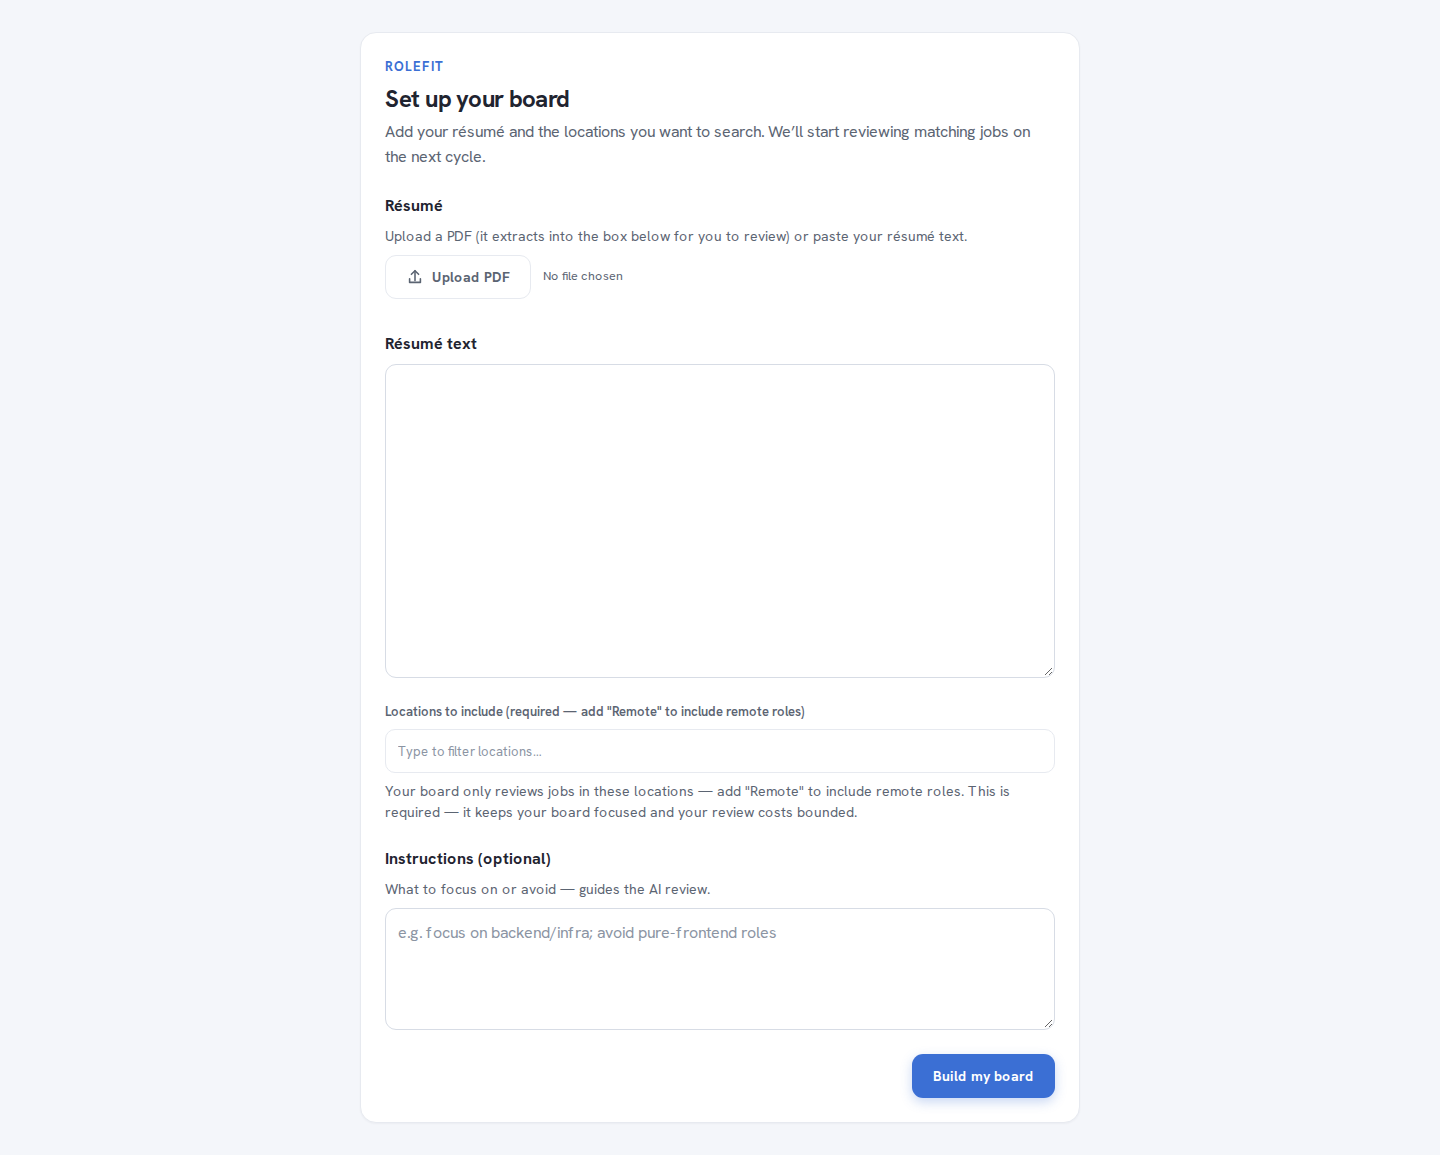 ROLEFIT
Set up your board
Add your résumé and the locations you want to search. We’ll start reviewing matching jobs on
the next cycle.
Résumé
Upload a PDF (it extracts into the box below for you to review) or paste your résumé text.
Upload PDF
No file chosen
Résumé text
Locations to include (required — add "Remote" to include remote roles)
Type to filter locations...
Your board only reviews jobs in these locations — add "Remote" to include remote roles. This is
required — it keeps your board focused and your review costs bounded.
Instructions (optional)
What to focus on or avoid — guides the AI review.
e.g. focus on backend/infra; avoid pure-frontend roles
Build my board